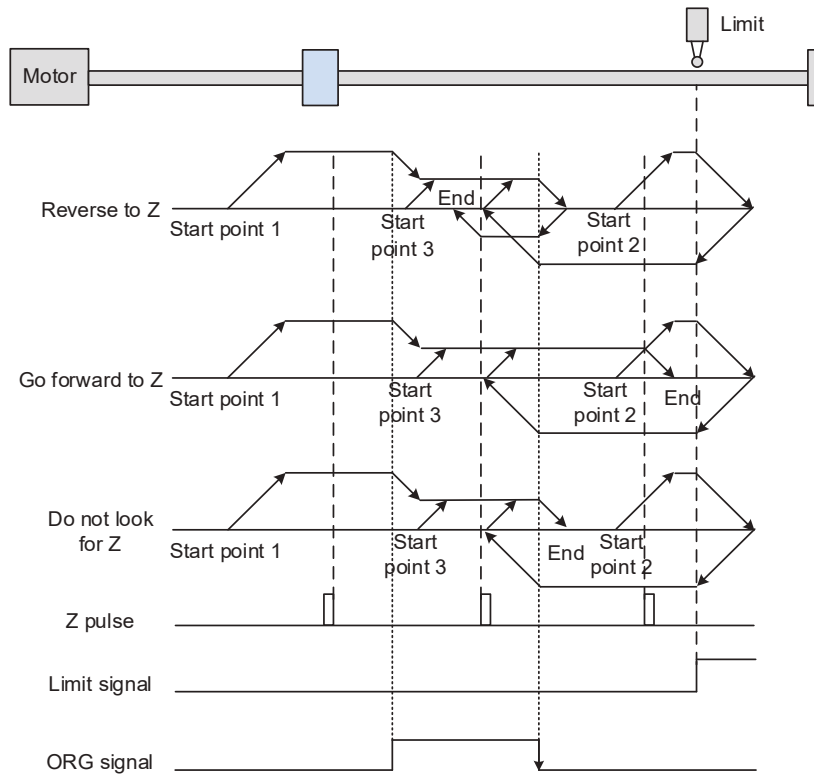 Limit
Motor
Reverse to Z
Start point 1
Start
point 3
End
Start
point 2
Go forward to Z
Start point 1
Start
point 3
Start
point 2
End
Do not look
for Z
Start point 1
Start
point 3
End
Start
point 2
Z pulse
Limit signal
ORG signal